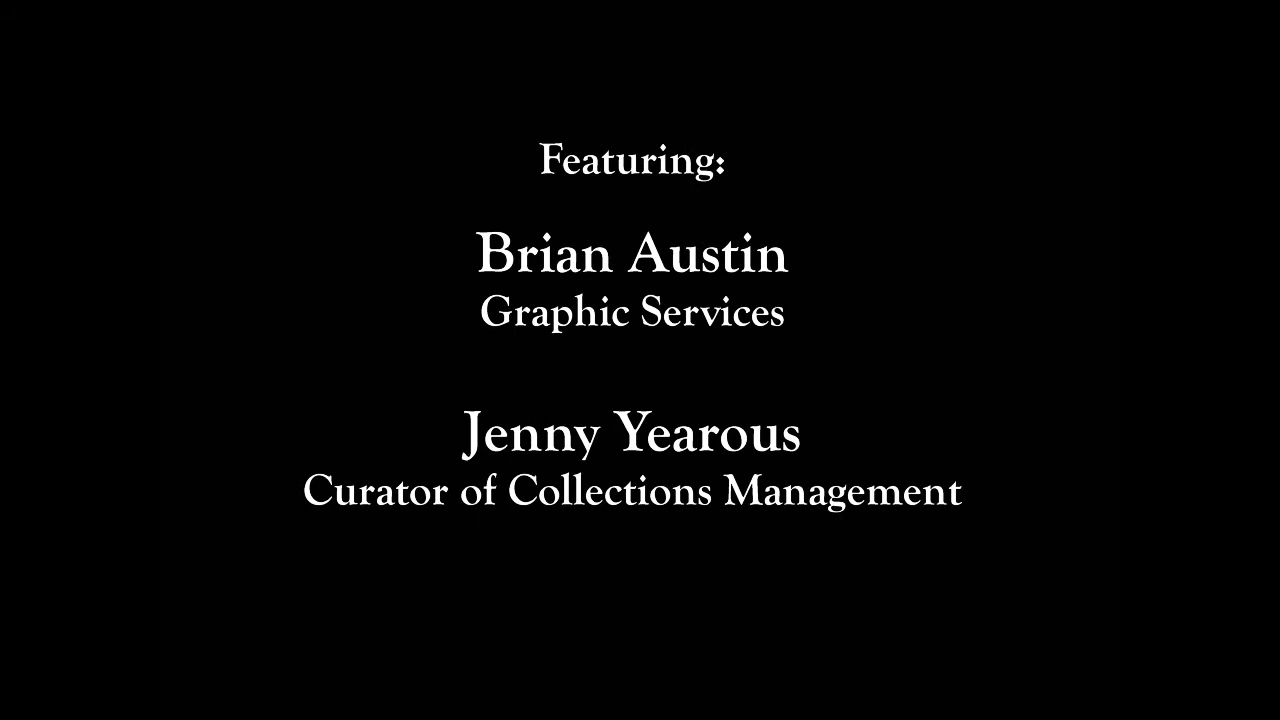 Featuring:
Brian Austin
Graphic Services
Jenny Yearous
Curator of Collections Management